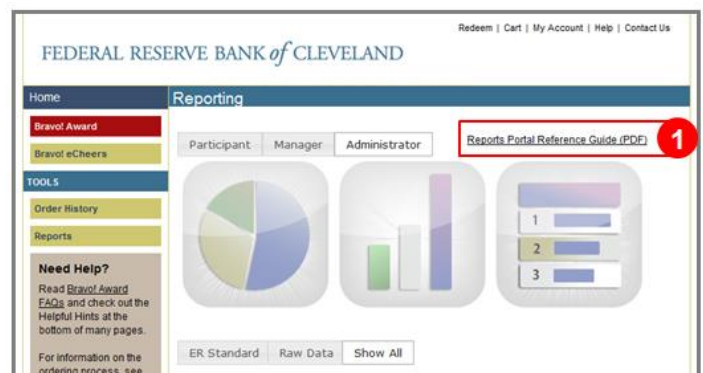 Redeem | Cart | My Account | Help | Contact Us
FEDERAL RESERVE BANK of CLEVELAND
Home
Reporting
Bravo! Award
Bravo! eCheers
Participant Manager Administrator
Reports Portal Reference Guide (PDF)
1
TOOLS
Order History
Reports
1
2
3
Need Help?
Read Bravo! Award
FAQs and check out the
Helpful Hints at the
bottom of many pages.
For information on the
ordering process, see
ER Standard Raw Data Show All